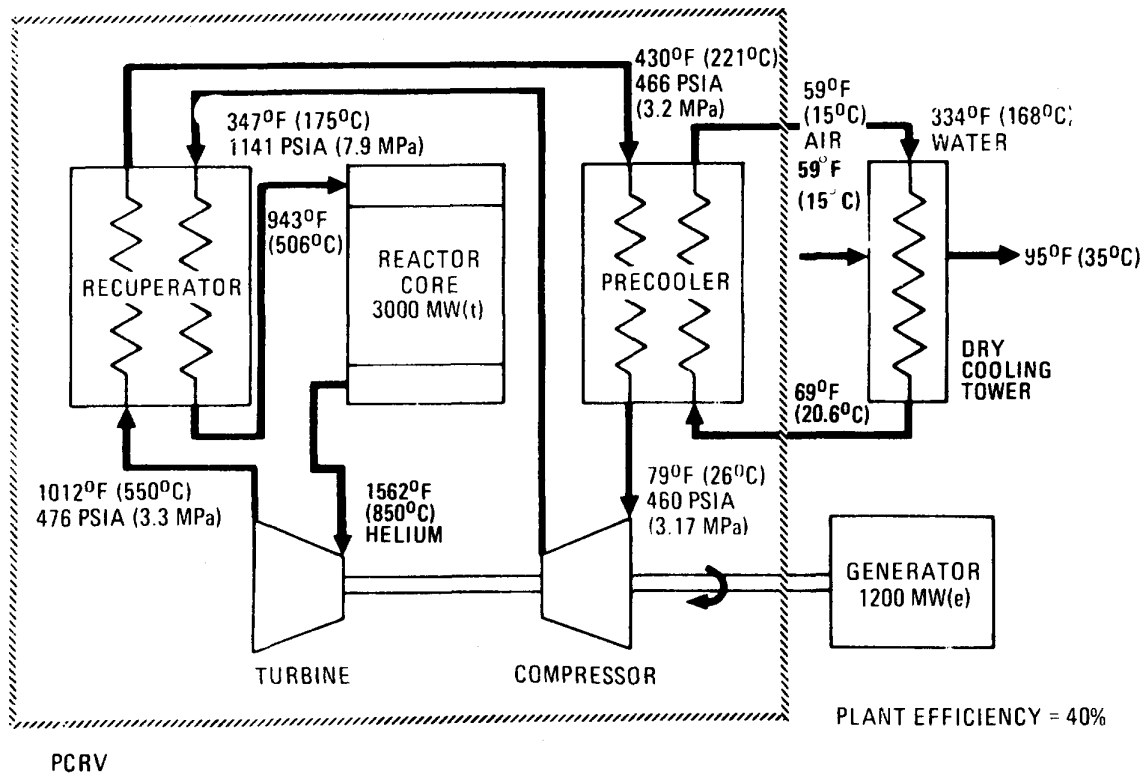 430°F (221°C)
466 PSIA
(3.2 MPa)
59°F
(15°C)
AIR
334°F (168°C)
WATER
347°F (175°C)
1141 PSIA (7.9 MPa)
59°F
(15°C)
943°F
(506°C)
RECUPERATOR
REACTOR
CORE
3000 MW(t)
PRECOOLER
95°F (35°C)
DRY
COOLING
TOWER
69°F
(20.6°C)
1012°F (550°C)
476 PSIA (3.3 MPa)
1562°F
(850°C)
HELIUM
79°F (26°C)
460 PSIA
(3.17 MPa)
GENERATOR
1200 MW(e)
TURBINE
COMPRESSOR
PLANT EFFICIENCY = 40%
PCRV